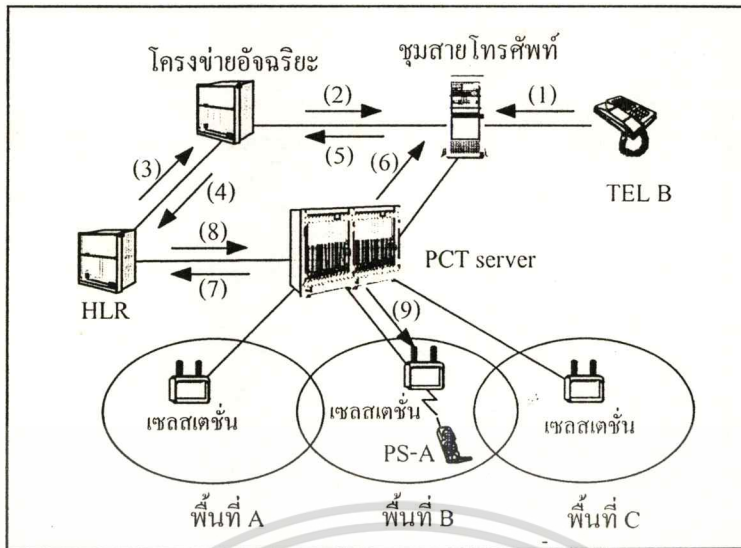 โครงข่ายอัจฉริยะ
ชุมสายโทรศัพท์
(2)
(1)
(5)
(6)
(3)
(4)
TEL B
(8)
PCT server
(7)
HLR
(9)
เซลสเตชั่น
เซลสเตชั่น
เซลสเตชั่น
PS-A
พื้นที่ A
พื้นที่ B
พื้นที่ C